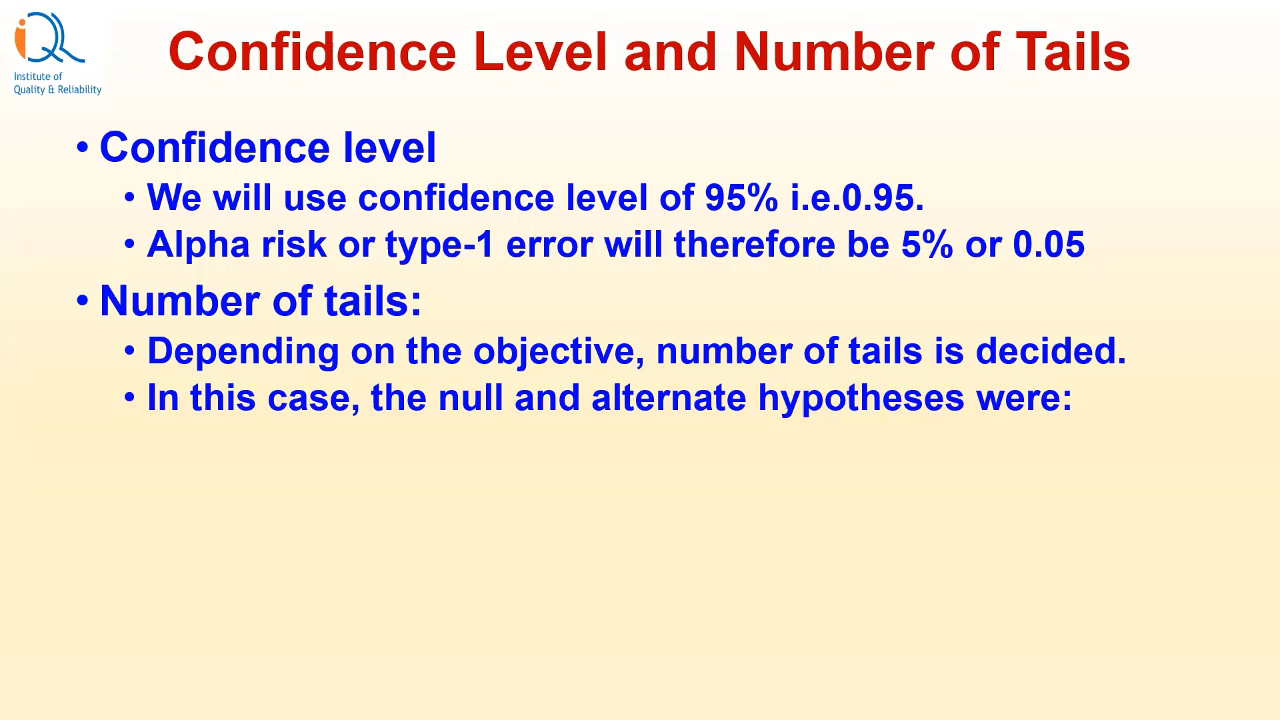 iQL
Institute of
Quality & Reliability
Confidence Level and Number of Tails
• Confidence level
• We will use confidence level of 95% i.e.0.95.
• Alpha risk or type-1 error will therefore be 5% or 0.05
• Number of tails:
• Depending on the objective, number of tails is decided.
• In this case, the null and alternate hypotheses were: